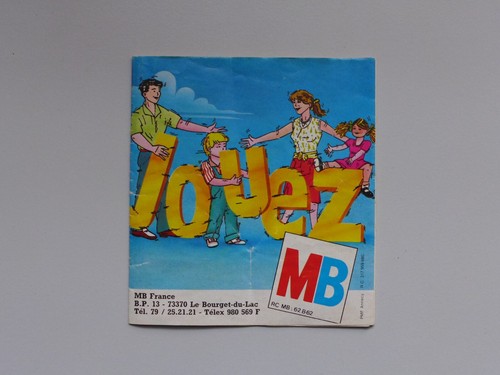 Jouez
MB
RC MB - 62 B 62
MB France
B.P. 13 - 73370 Le Bourget-du-Lac
Tél. 79 / 25.21.21 - Télex 980 569 F